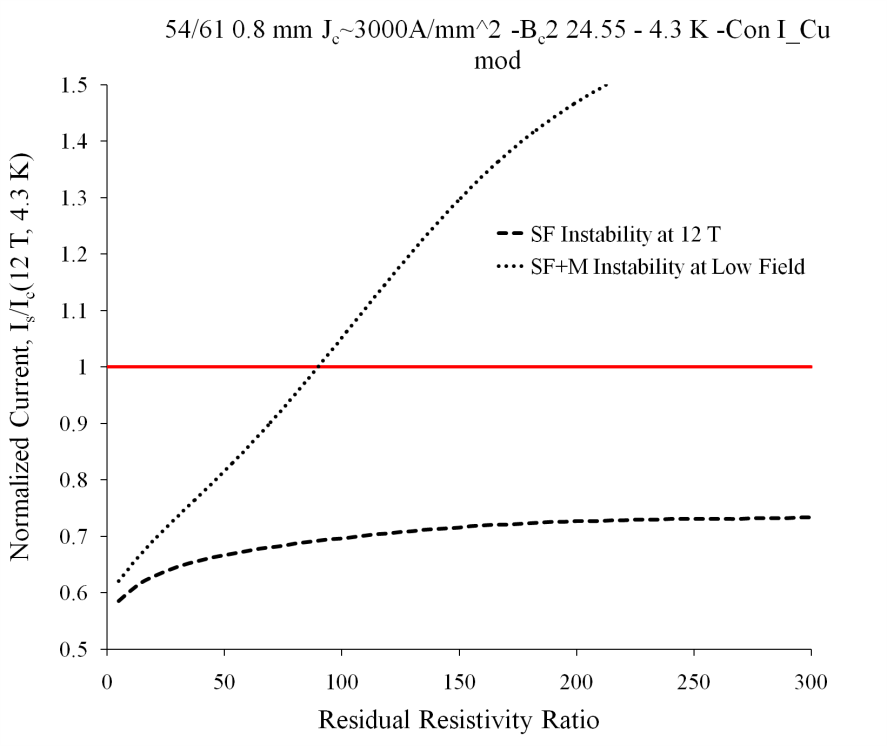 54/61 0.8 mm Jc~3000A/mm^2 -Bc2 24.55 - 4.3 K -Con I_Cu
mod
1.5
1.4
1.3
1.2
1.1
1
0.9
0.8
0.7
0.6
0.5
Normalized Current, Is/Ic(12 T, 4.3 K)
SF Instability at 12 T
SF+M Instability at Low Field
0 50 100 150 200 250 300
Residual Resistivity Ratio